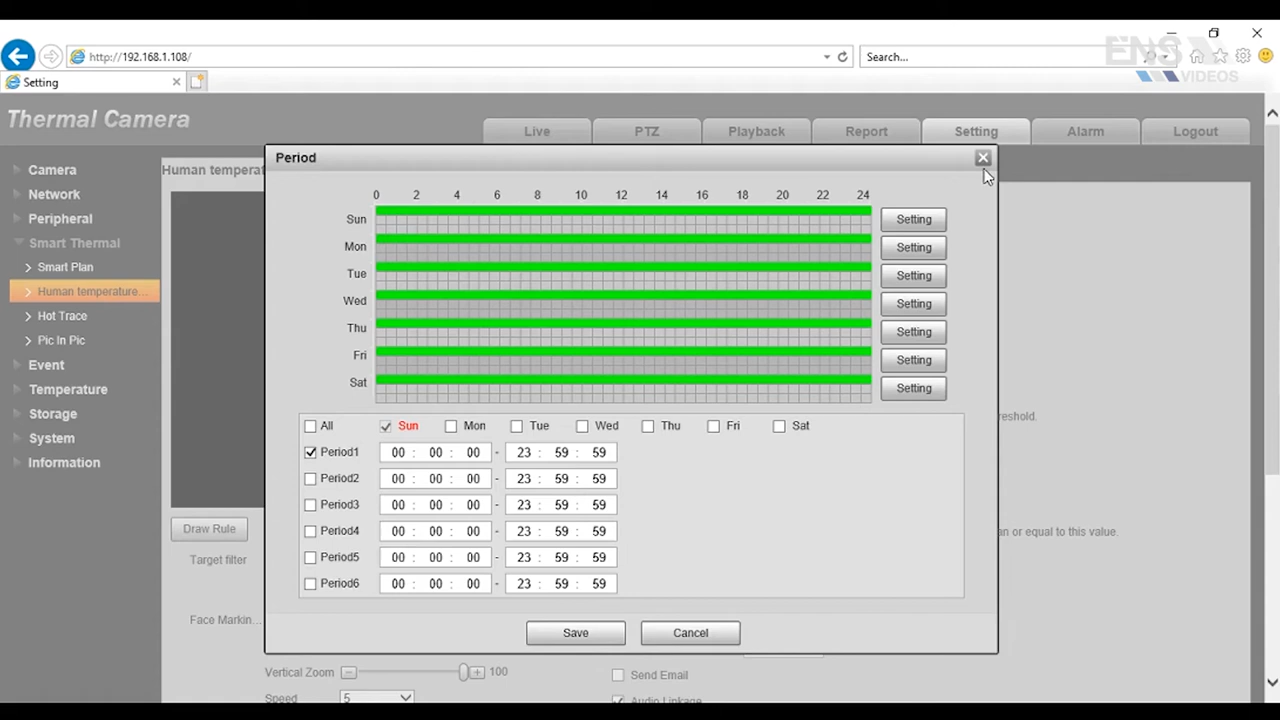 http://192.168.1.108/
Search...
ENS
VIDEOS
Setting
Thermal Camera
Live
PTZ
Playback
Report
Setting
Alarm
Logout
Camera
Network
Peripheral
Smart Thermal
Smart Plan
Human temperature...
Hot Trace
Pic In Pic
Event
Temperature
Storage
System
Information
Human temperat
Period
0 2 4 6 8 10 12 14 16 18 20 22 24
Sun Setting
Mon Setting
Tue Setting
Wed Setting
Thu Setting
Fri Setting
Sat Setting
All Sun Mon Tue Wed Thu Fri Sat
Period1 00 : 00 : 00 - 23 : 59 : 59
Period2 00 : 00 : 00 - 23 : 59 : 59
Period3 00 : 00 : 00 - 23 : 59 : 59
Period4 00 : 00 : 00 - 23 : 59 : 59
Period5 00 : 00 : 00 - 23 : 59 : 59
Period6 00 : 00 : 00 - 23 : 59 : 59
Save
Cancel
reshold.
an or equal to this value.
Draw Rule
Target filter
Face Markin...
Vertical Zoom 100
Send Email
Speed 5
Audio Linkage